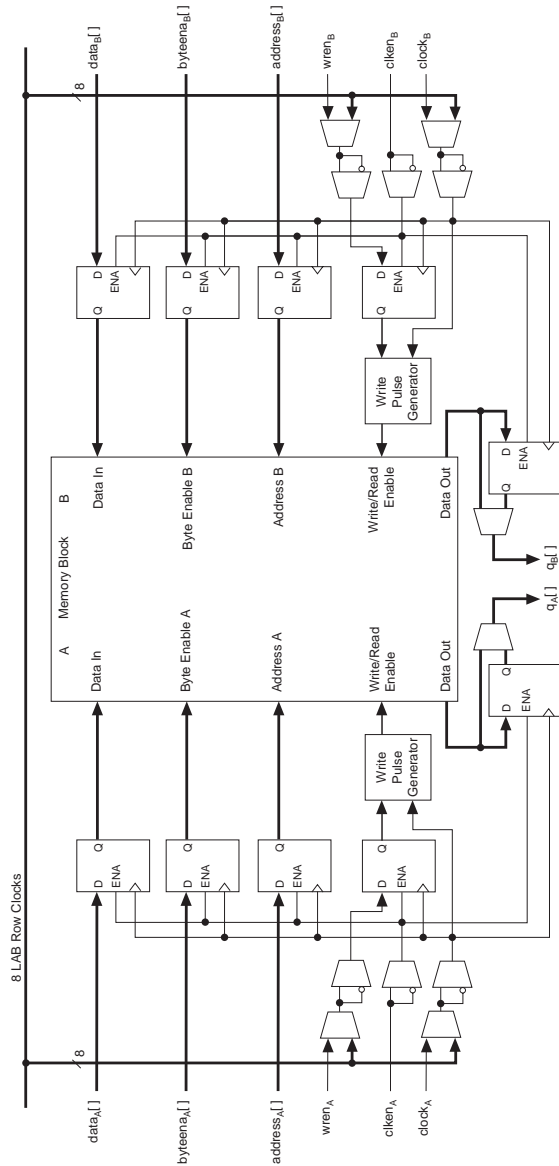 8 LAB Row Clocks
8
8
data_A[ ]
byteena_A[ ]
address_A[ ]
wren_A
clken_A
clock_A
D
Q
ENA
D
Q
ENA
D
Q
ENA
D
Q
ENA
Write
Pulse
Generator
A
Memory Block
B
Data In
Data In
Byte Enable A
Byte Enable B
Address A
Address B
Write/Read
Enable
Write/Read
Enable
Data Out
Data Out
D
Q
ENA
Q
D
ENA
q_A[ ]
q_B[ ]
Write
Pulse
Generator
Q
D
ENA
Q
D
ENA
Q
D
ENA
Q
D
ENA
data_B[ ]
byteena_B[ ]
address_B[ ]
wren_B
clken_B
clock_B